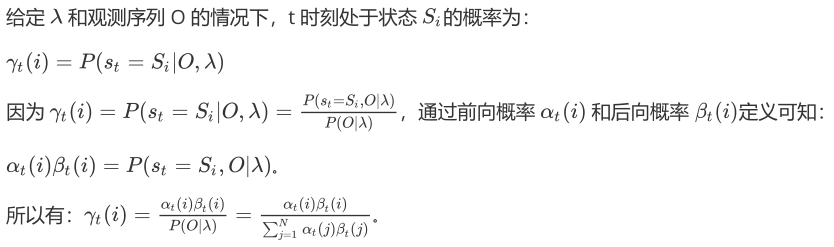 给定 λ 和观测序列 O 的情况下，t 时刻处于状态 $S_i$的概率为：
$\gamma_t(i) = P(s_t = S_i|O, \lambda)$
因为 $\gamma_t(i) = P(s_t = S_i|O, \lambda) = \frac{P(s_t=S_i,O|\lambda)}{P(O|\lambda)}$，通过前向概率 $\alpha_t(i)$ 和后向概率 $\beta_t(i)$定义可知：
$\alpha_t(i)\beta_t(i) = P(s_t = S_i, O|\lambda)$。
所以有：$\gamma_t(i) = \frac{\alpha_t(i)\beta_t(i)}{P(O|\lambda)} = \frac{\alpha_t(i)\beta_t(i)}{\sum_{j=1}^{N} \alpha_t(j)\beta_t(j)}$。